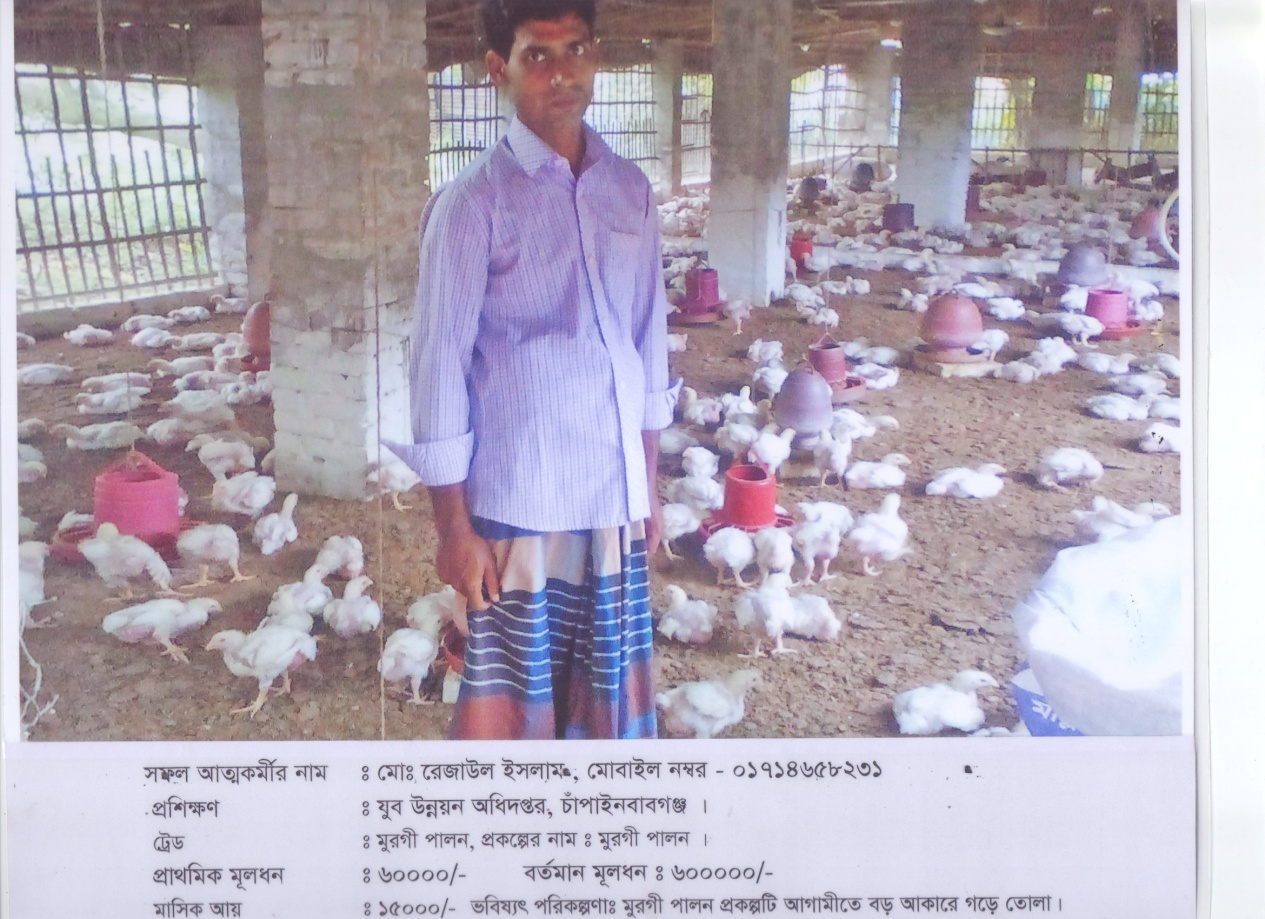 সফল আত্মকর্মীর নাম : মোঃ রেজাউল ইসলাম, মোবাইল নম্বর - ০১৭১৪৬৫৮২৩১
প্রশিক্ষণ : যুব উন্নয়ন অধিদপ্তর, চাঁপাইনবাবগঞ্জ ।
ট্রেড : মুরগী পালন, প্রকল্পের নাম : মুরগী পালন ।
প্রাথমিক মূলধন : ৬০০০০/- বর্তমান মূলধন : ৬০০০০০/-
মাসিক আয় : ১৫০০০/- ভবিষ্যৎ পরিকল্পণাঃ মুরগী পালন প্রকল্পটি আগামীতে বড় আকারে গড়ে তোলা।